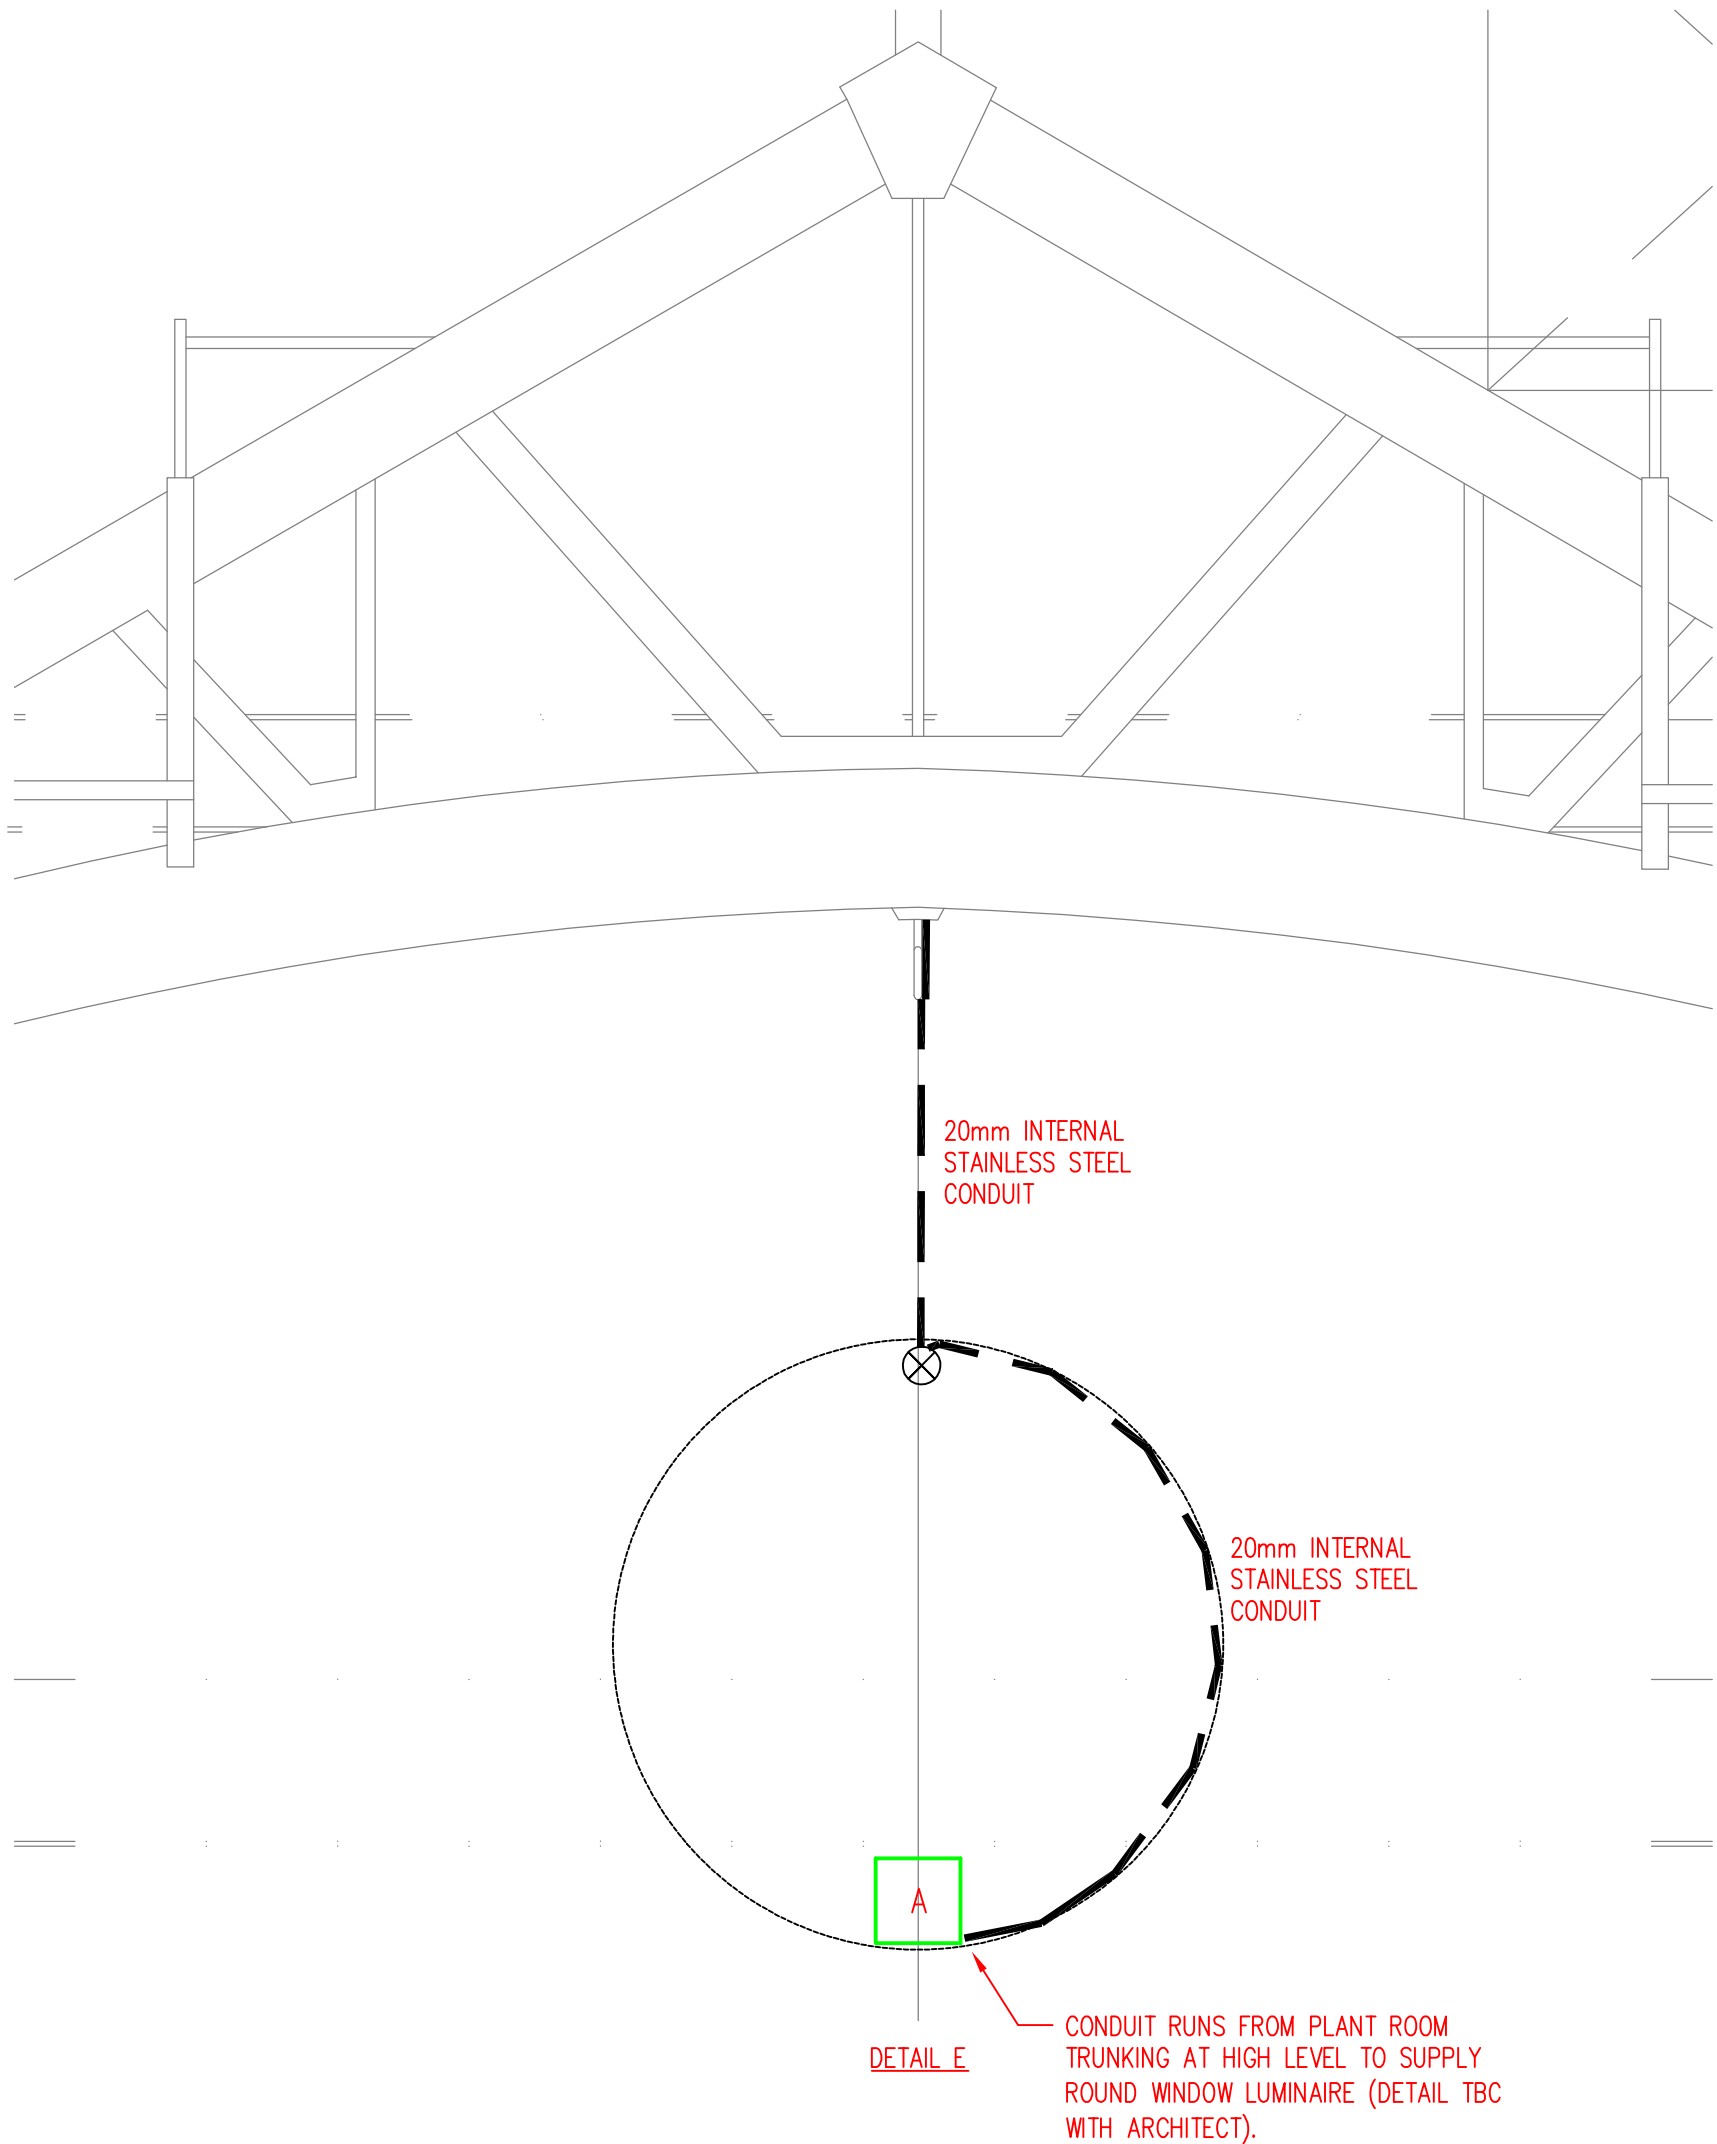 20mm INTERNAL
STAINLESS STEEL
CONDUIT
20mm INTERNAL
STAINLESS STEEL
CONDUIT
A
DETAIL E
CONDUIT RUNS FROM PLANT ROOM
TRUNKING AT HIGH LEVEL TO SUPPLY
ROUND WINDOW LUMINAIRE (DETAIL TBC
WITH ARCHITECT).